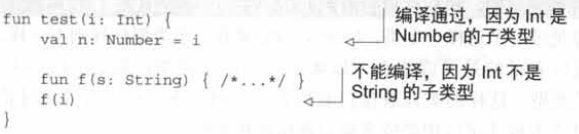 fun test(i: Int) {
编译通过，因为 Int 是
val n: Number = i
Number 的子类型
fun f(s: String) { /*...*/ }
不能编译，因为 Int 不是
f(i)
String 的子类型
}